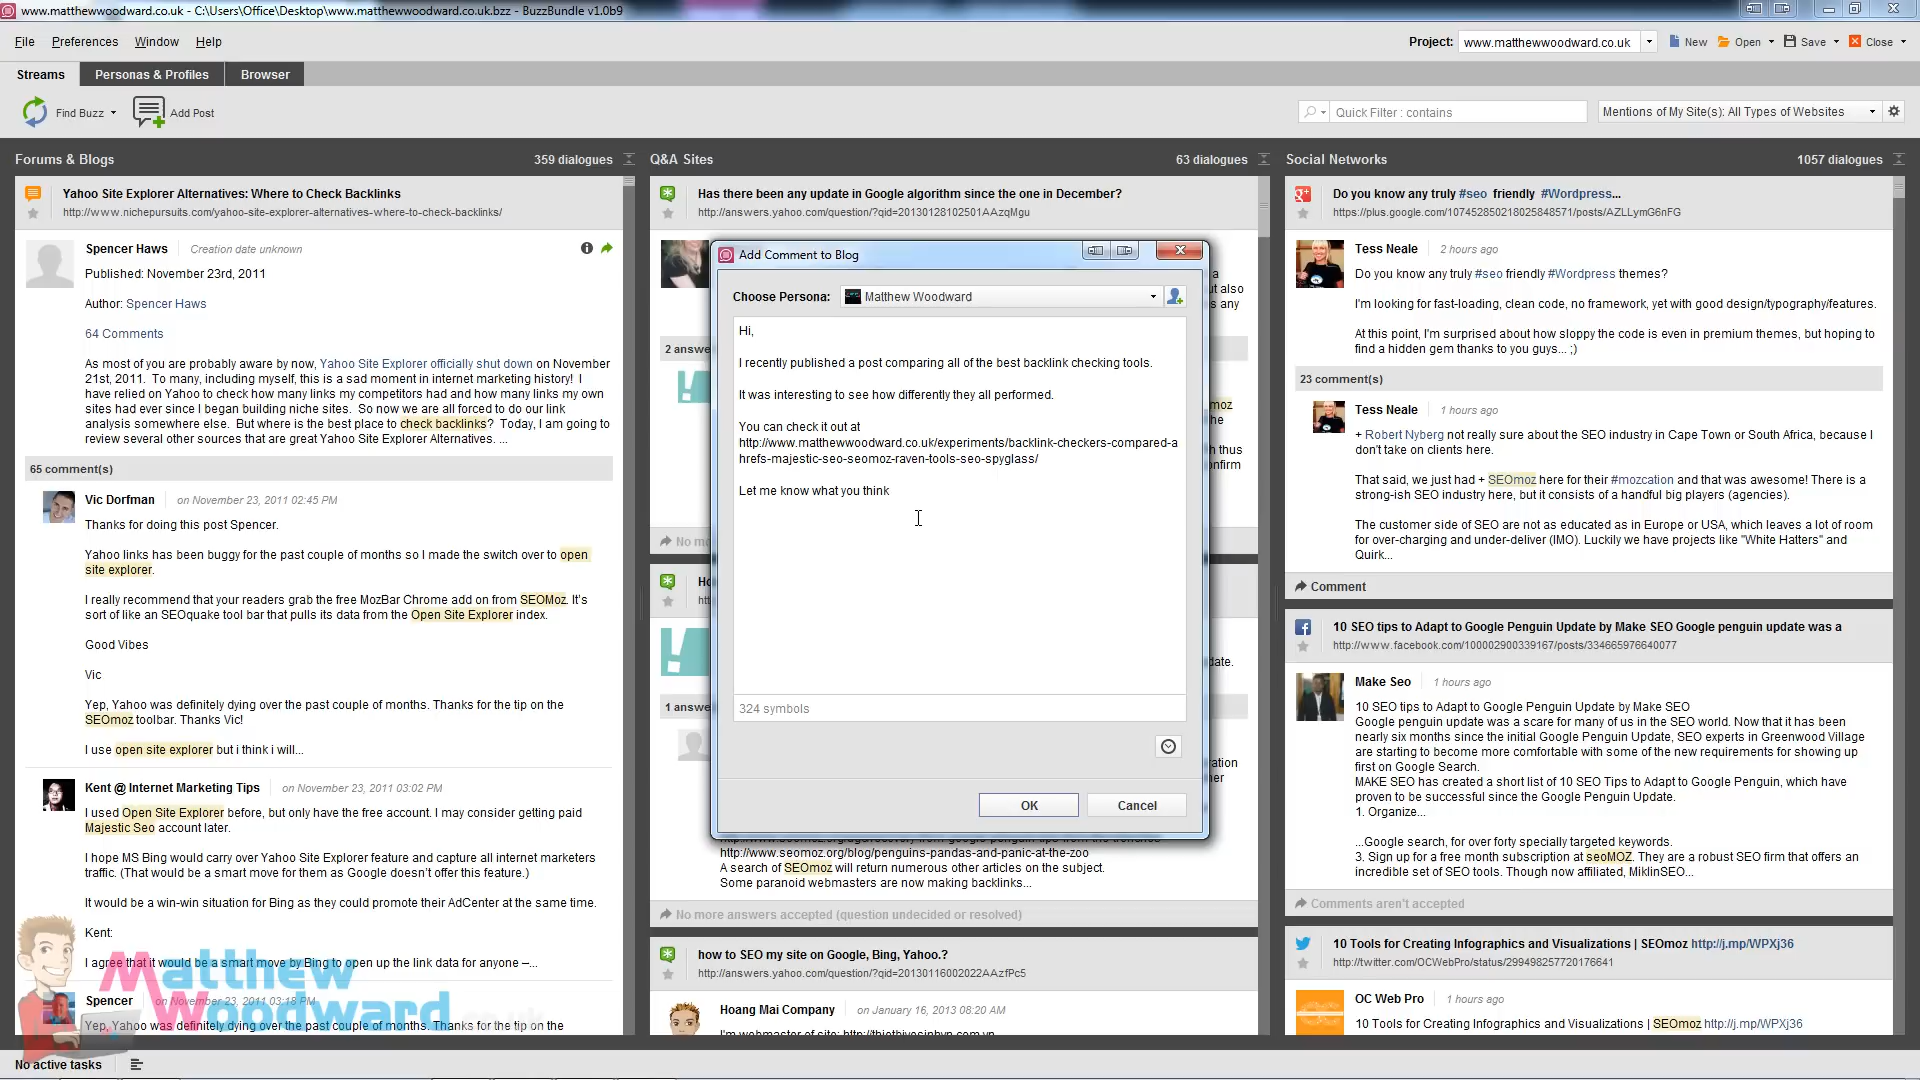 www.matthewwoodward.co.uk - C:\Users\Office\Desktop\www.matthewwoodward.co.uk.bzz - BuzzBundle v1.0b9
File Preferences Window Help
Project: www.matthewwoodward.co.uk New Open Save Close
Streams Personas & Profiles Browser
Find Buzz Add Post
Quick Filter : contains
Mentions of My Site(s): All Types of Websites
Forums & Blogs 359 dialogues
Yahoo Site Explorer Alternatives: Where to Check Backlinks
http://www.nichepursuits.com/yahoo-site-explorer-alternatives-where-to-check-backlinks/
Spencer Haws Creation date unknown
Published: November 23rd, 2011
Author: Spencer Haws
64 Comments
As most of you are probably aware by now, Yahoo Site Explorer officially shut down on November
21st, 2011. To many, including myself, this is a sad moment in internet marketing history! I
have relied on Yahoo to check how many links my competitors had and how many links my own
sites had ever since I began building niche sites. So now we are all forced to do our link
analysis somewhere else. But where is the best place to check backlinks? Today, I am going to
review several other sources that are great Yahoo Site Explorer Alternatives. ...
65 comment(s)
Vic Dorfman on November 23, 2011 02:45 PM
Thanks for doing this post Spencer.
Yahoo links has been buggy for the past couple of months so I made the switch over to open
site explorer.
I really recommend that your readers grab the free MozBar Chrome add on from SEOMoz. It's
sort of like an SEOquake tool bar that pulls its data from the Open Site Explorer index.
Good Vibes
Vic
Yep, Yahoo was definitely dying over the past couple of months. Thanks for the tip on the
SEOmoz toolbar. Thanks Vic!
I use open site explorer but i think i will...
Kent @ Internet Marketing Tips on November 23, 2011 03:02 PM
I used Open Site Explorer before, but only have the free account. I may consider getting paid
Majestic Seo account later.
I hope MS Bing would carry over Yahoo Site Explorer feature and capture all internet marketers
traffic. (That would be a smart move for them as Google doesn't offer this feature.)
It would be a win-win situation for Bing as they could promote their AdCenter at the same time.
Kent:
I agree that it would be a smart move by Bing to open up the link data for anyone –...
Spencer on November 23, 2011 03:18 PM
Yep, Yahoo was definitely dying over the past couple of months. Thanks for the tip on the
Matthew
Woodward.co.uk
No active tasks
Q&A Sites 63 dialogues
Has there been any update in Google algorithm since the one in December?
http://answers.yahoo.com/question/?qid=20130128102501AAzqMgu
2 answe
No mo
Ho
htt
1 answe
Add Comment to Blog
Choose Persona: Matthew Woodward
Hi,
I recently published a post comparing all of the best backlink checking tools.
It was interesting to see how differently they all performed.
You can check it out at
http://www.matthewwoodward.co.uk/experiments/backlink-checkers-compared-a
hrefs-majestic-seo-seomoz-raven-tools-seo-spyglass/
Let me know what you think
324 symbols
OK Cancel
http://www.seomoz.org/blog/penguins-pandas-and-panic-at-the-zoo
A search of SEOmoz will return numerous other articles on the subject.
Some paranoid webmasters are now making backlinks...
No more answers accepted (question undecided or resolved)
how to SEO my site on Google, Bing, Yahoo.?
http://answers.yahoo.com/question/?qid=20130116002022AAzfPc5
Hoang Mai Company on January 16, 2013 08:20 AM
I'm webmaster of site: http://thietbivesinhvn.com.vn
Social Networks 1057 dialogues
Do you know any truly #seo friendly #Wordpress...
https://plus.google.com/107452850218025848571/posts/AZLLymG6nFG
Tess Neale 2 hours ago
Do you know any truly #seo friendly #Wordpress themes?
I'm looking for fast-loading, clean code, no framework, yet with good design/typography/features.
At this point, I'm surprised about how sloppy the code is even in premium themes, but hoping to
find a hidden gem thanks to you guys... ;)
23 comment(s)
Tess Neale 1 hours ago
+ Robert Nyberg not really sure about the SEO industry in Cape Town or South Africa, because I
don't take on clients here.
That said, we just had + SEOmoz here for their #mozcation and that was awesome! There is a
strong-ish SEO industry here, but it consists of a handful big players (agencies).
The customer side of SEO are not as educated as in Europe or USA, which leaves a lot of room
for over-charging and under-deliver (IMO). Luckily we have projects like "White Hatters" and
Quirk...
Comment
10 SEO tips to Adapt to Google Penguin Update by Make SEO Google penguin update was a
http://www.facebook.com/100002900339167/posts/334665976640077
Make Seo 1 hours ago
10 SEO tips to Adapt to Google Penguin Update by Make SEO
Google penguin update was a scare for many of us in the SEO world. Now that it has been
nearly six months since the initial Google Penguin Update, SEO experts in Greenwood Village
are starting to become more comfortable with some of the new requirements for showing up
first on Google Search.
MAKE SEO has created a short list of 10 SEO Tips to Adapt to Google Penguin, which have
proven to be successful since the Google Penguin Update.
1. Organize...
...Google search, for over forty specially targeted keywords.
3. Sign up for a free month subscription at seoMOZ. They are a robust SEO firm that offers an
incredible set of SEO tools. Though now affiliated, MiklinSEO...
Comments aren't accepted
10 Tools for Creating Infographics and Visualizations | SEOmoz http://j.mp/WPXj36
http://twitter.com/OCWebPro/status/299498257720176641
OC Web Pro 1 hours ago
10 Tools for Creating Infographics and Visualizations | SEOmoz http://j.mp/WPXj36